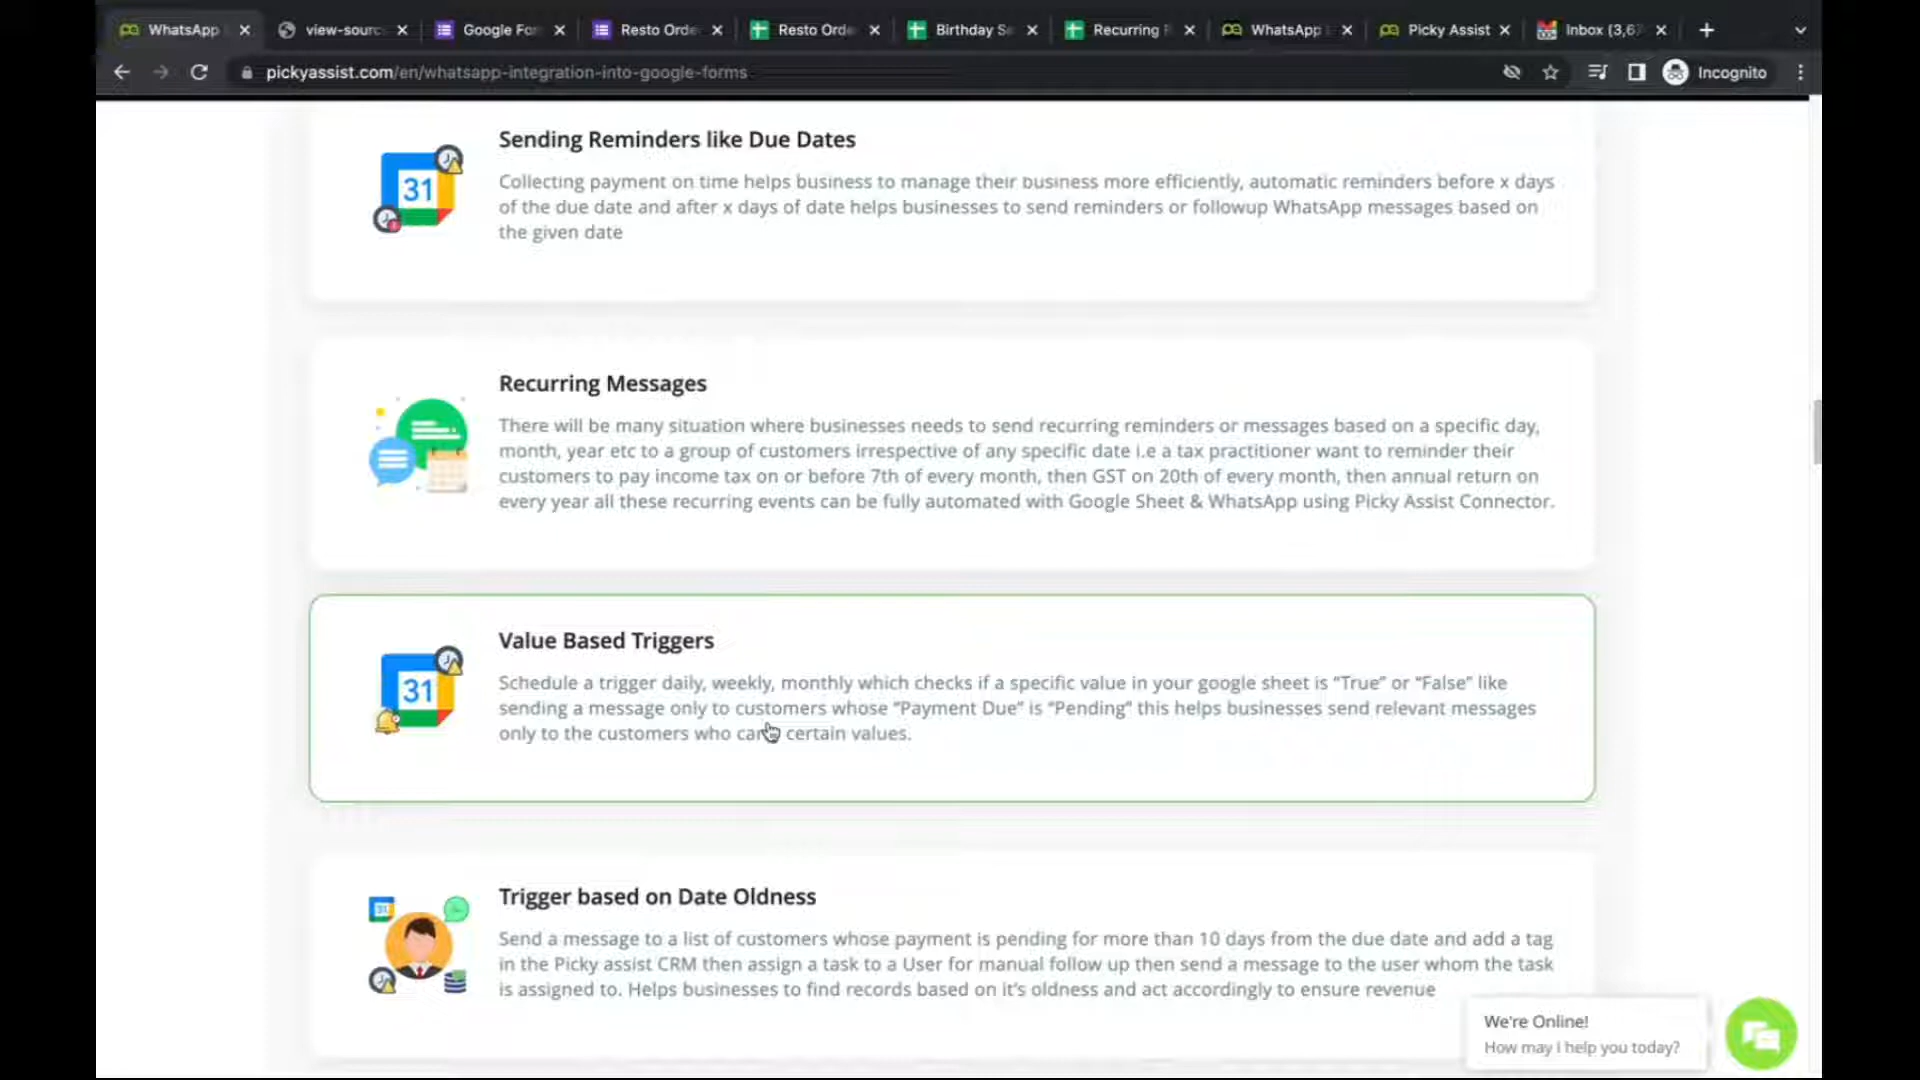 WhatsApp
view-sourc
Google For
Resto Orde
Resto Orde
Birthday Se
Recurring
WhatsApp
Picky Assist
Inbox (3,67
pickyassist.com/en/whatsapp-integration-into-google-forms
Incognito
Sending Reminders like Due Dates
Collecting payment on time helps business to manage their business more efficiently, automatic reminders before x days
of the due date and after x days of date helps businesses to send reminders or followup WhatsApp messages based on
the given date
Recurring Messages
There will be many situation where businesses needs to send recurring reminders or messages based on a specific day,
month, year etc to a group of customers irrespective of any specific date i.e a tax practitioner want to reminder their
customers to pay income tax on or before 7th of every month, then GST on 20th of every month, then annual return on
every year all these recurring events can be fully automated with Google Sheet & WhatsApp using Picky Assist Connector.
31
31
Value Based Triggers
Schedule a trigger daily, weekly, monthly which checks if a specific value in your google sheet is “True” or “False” like
sending a message only to customers whose “Payment Due” is “Pending” this helps businesses send relevant messages
only to the customers who certain values.
31
Trigger based on Date Oldness
Send a message to a list of customers whose payment is pending for more than 10 days from the due date and add a tag
in the Picky assist CRM then assign a task to a User for manual follow up then send a message to the user whom the task
is assigned to. Helps businesses to find records based on it's oldness and act accordingly to ensure revenue
We're Online!
How may I help you today?